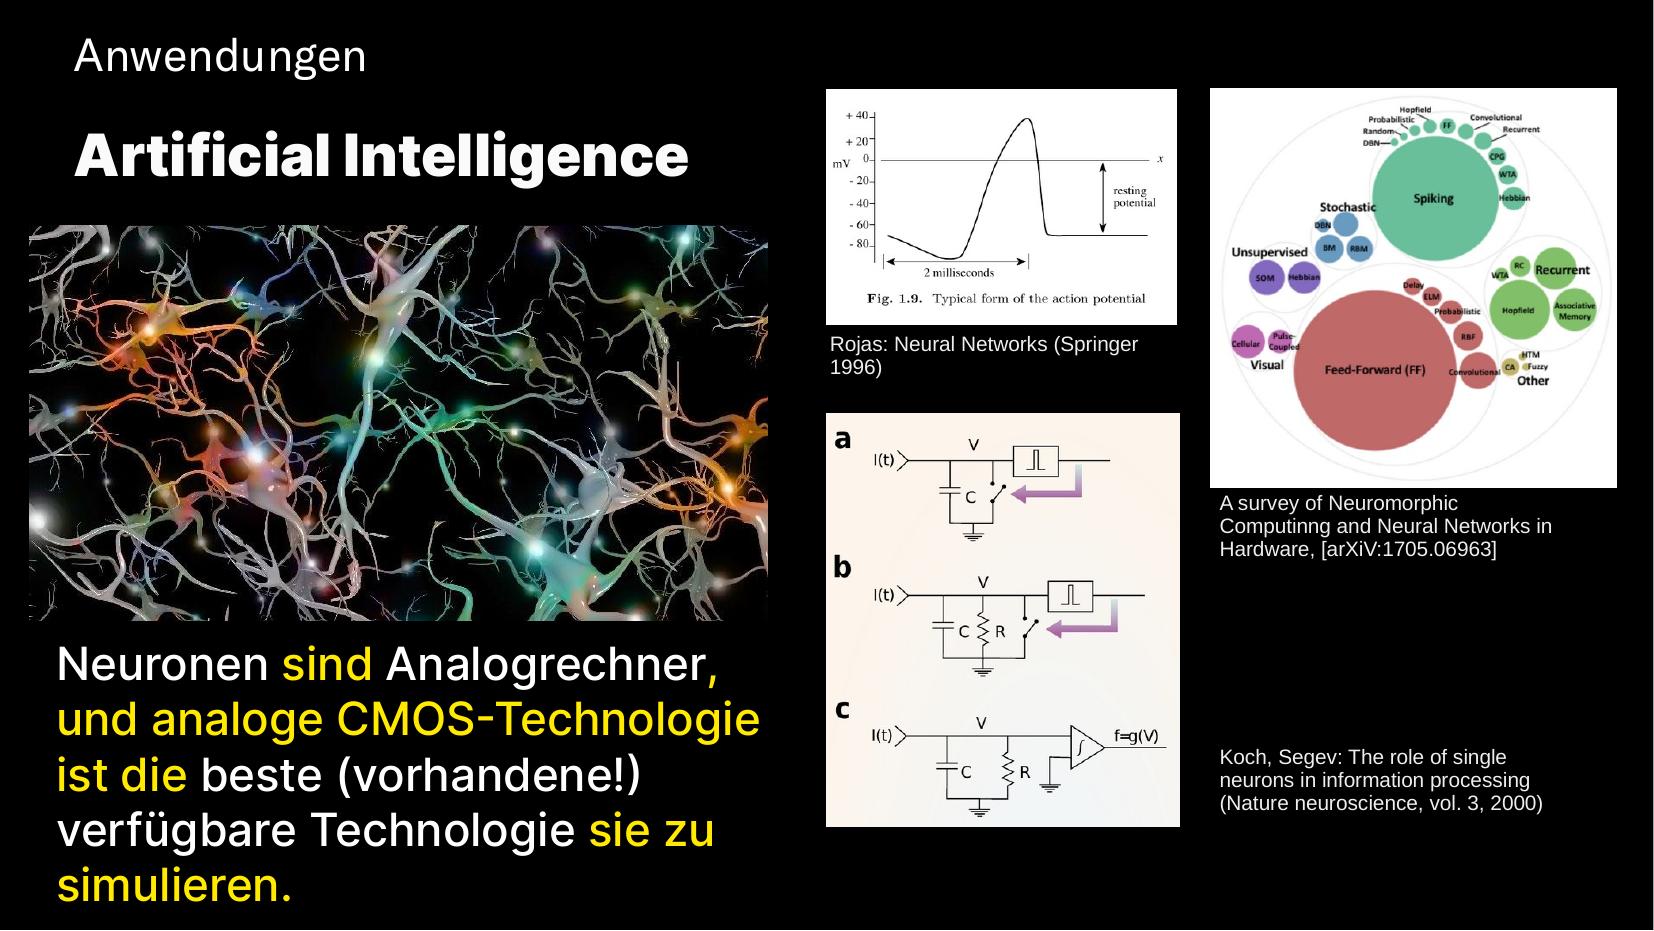 Anwendungen
Artificial Intelligence
Neuronen sind Analogrechner,
und analoge CMOS-Technologie
ist die beste (vorhandene!)
verfügbare Technologie sie zu
simulieren.
+ 40
+ 20
mV 0
x
- 20
- 40
- 60
- 80
resting
potential
2 milliseconds
Fig. 1.9. Typical form of the action potential
Rojas: Neural Networks (Springer
1996)
a
I(t)
V
C
b
I(t)
V
C
R
c
I(t)
V
C
R
f=g(V)
Hopfield
Probabilistic
FF
Convolutional
Random
Recurrent
DBN
CPG
WTA
Spiking
Hebbian
Stochastic
DBN
BM
RBM
Unsupervised
SOM
Hebbian
RC
Recurrent
WTA
Delay
ELM
Probabilistic
Hopfield
Associative
Memory
Cellular
Pulse-
Coupled
RBF
Visual
Feed-Forward (FF)
Convolutional
HTM
CA
Fuzzy
Other
A survey of Neuromorphic
Computinng and Neural Networks in
Hardware, [arXiV:1705.06963]
Koch, Segev: The role of single
neurons in information processing
(Nature neuroscience, vol. 3, 2000)